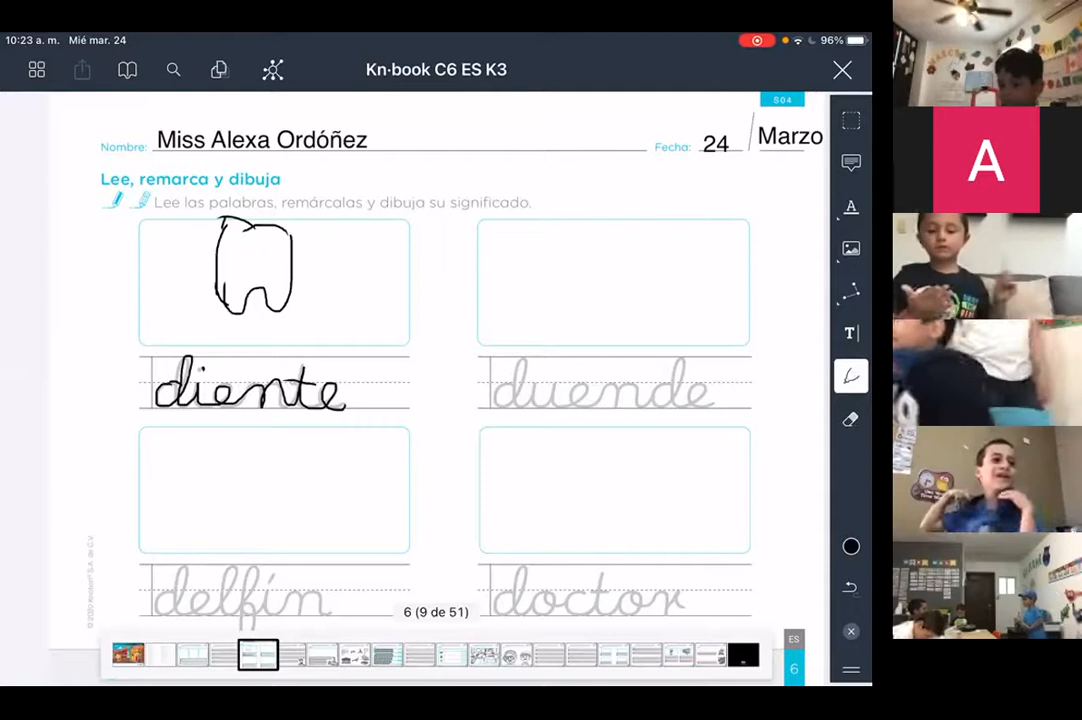 10:23 a. m. Mié mar. 24 96%
Kn·book C6 ES K3
S04
Nombre: Miss Alexa Ordóñez Fecha: 24 / Marzo
Lee, remarca y dibuja
Lee las palabras, remárcalas y dibuja su significado.
diente duende
delfín doctor
6 (9 de 51)
ES
6
A